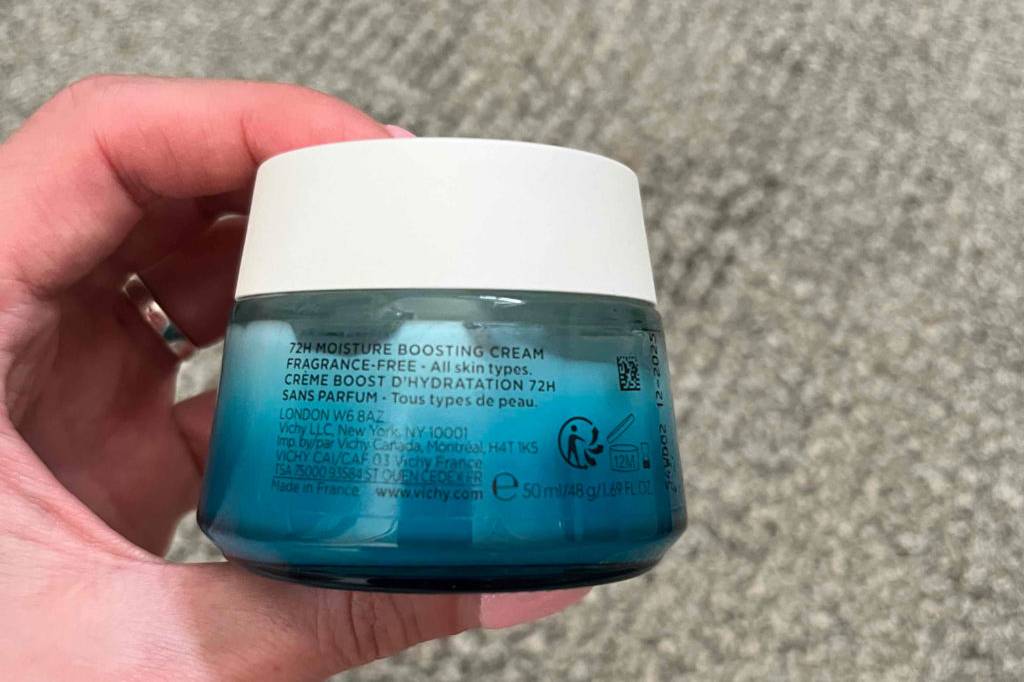 72H MOISTURE BOOSTING CREAM
FRAGRANCE-FREE - All skin types.
CRÈME BOOST D'HYDRATATION 72H
SANS PARFUM - Tous types de peau.
LONDON W6 8AZ
Vichy LLC, New York, NY 10001
Imp. by/par Vichy Canada, Montréal, H4T 1K5
VICHY CAI/CAF 03 Vichy France
TSA 75000 93584 ST OUEN CEDEX FR
Made in France. www.vichy.com e 50 ml/48 g/1.69 FL.OZ.
12M
12-2025